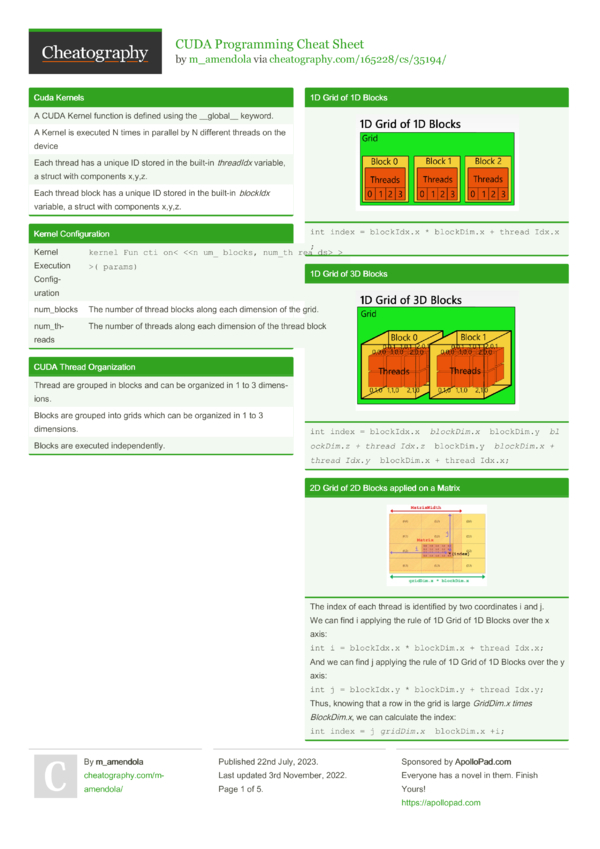 Cheatography
CUDA Programming Cheat Sheet
by m_amendola via cheatography.com/165228/cs/35194/
Cuda Kernels
A CUDA Kernel function is defined using the __global__ keyword.
A Kernel is executed N times in parallel by N different threads on the
device
Each thread has a unique ID stored in the built-in threadIdx variable,
a struct with components x,y,z.
Each thread block has a unique ID stored in the built-in blockIdx
variable, a struct with components x,y,z.
Kernel Configuration
Kernel
Execution
Config-
uration
kernel Fun cti on< <<n um_ blocks, num_th rea ds> >
>( params)
num_blocks The number of thread blocks along each dimension of the grid.
num_th-
reads
The number of threads along each dimension of the thread block
CUDA Thread Organization
Thread are grouped in blocks and can be organized in 1 to 3 dimens-
ions.
Blocks are grouped into grids which can be organized in 1 to 3
dimensions.
Blocks are executed independently.
1D Grid of 1D Blocks
1D Grid of 1D Blocks
Grid
Block 0 Block 1 Block 2
Threads Threads Threads
0 1 2 3 0 1 2 3 0 1 2 3
int index = blockIdx.x * blockDim.x + thread Idx.x
;
1D Grid of 3D Blocks
1D Grid of 3D Blocks
Grid
Block 0 Block 1
Threads Threads
int index = blockIdx.x blockDim.x blockDim.y bl
ockDim.z + thread Idx.z blockDim.y blockDim.x +
thread Idx.y blockDim.x + thread Idx.x;
2D Grid of 2D Blocks applied on a Matrix
MatrixWidth
Matrix
gridDim.x * blockDim.x
The index of each thread is identified by two coordinates i and j.
We can find i applying the rule of 1D Grid of 1D Blocks over the x
axis:
int i = blockIdx.x * blockDim.x + thread Idx.x;
And we can find j applying the rule of 1D Grid of 1D Blocks over the y
axis:
int j = blockIdx.y * blockDim.y + thread Idx.y;
Thus, knowing that a row in the grid is large GridDim.x times
BlockDim.x, we can calculate the index:
int index = j gridDim.x blockDim.x +i;
C
By m_amendola
cheatography.com/m-
amendola/
Published 22nd July, 2023.
Last updated 3rd November, 2022.
Page 1 of 5.
Sponsored by ApolloPad.com
Everyone has a novel in them. Finish
Yours!
https://apollopad.com